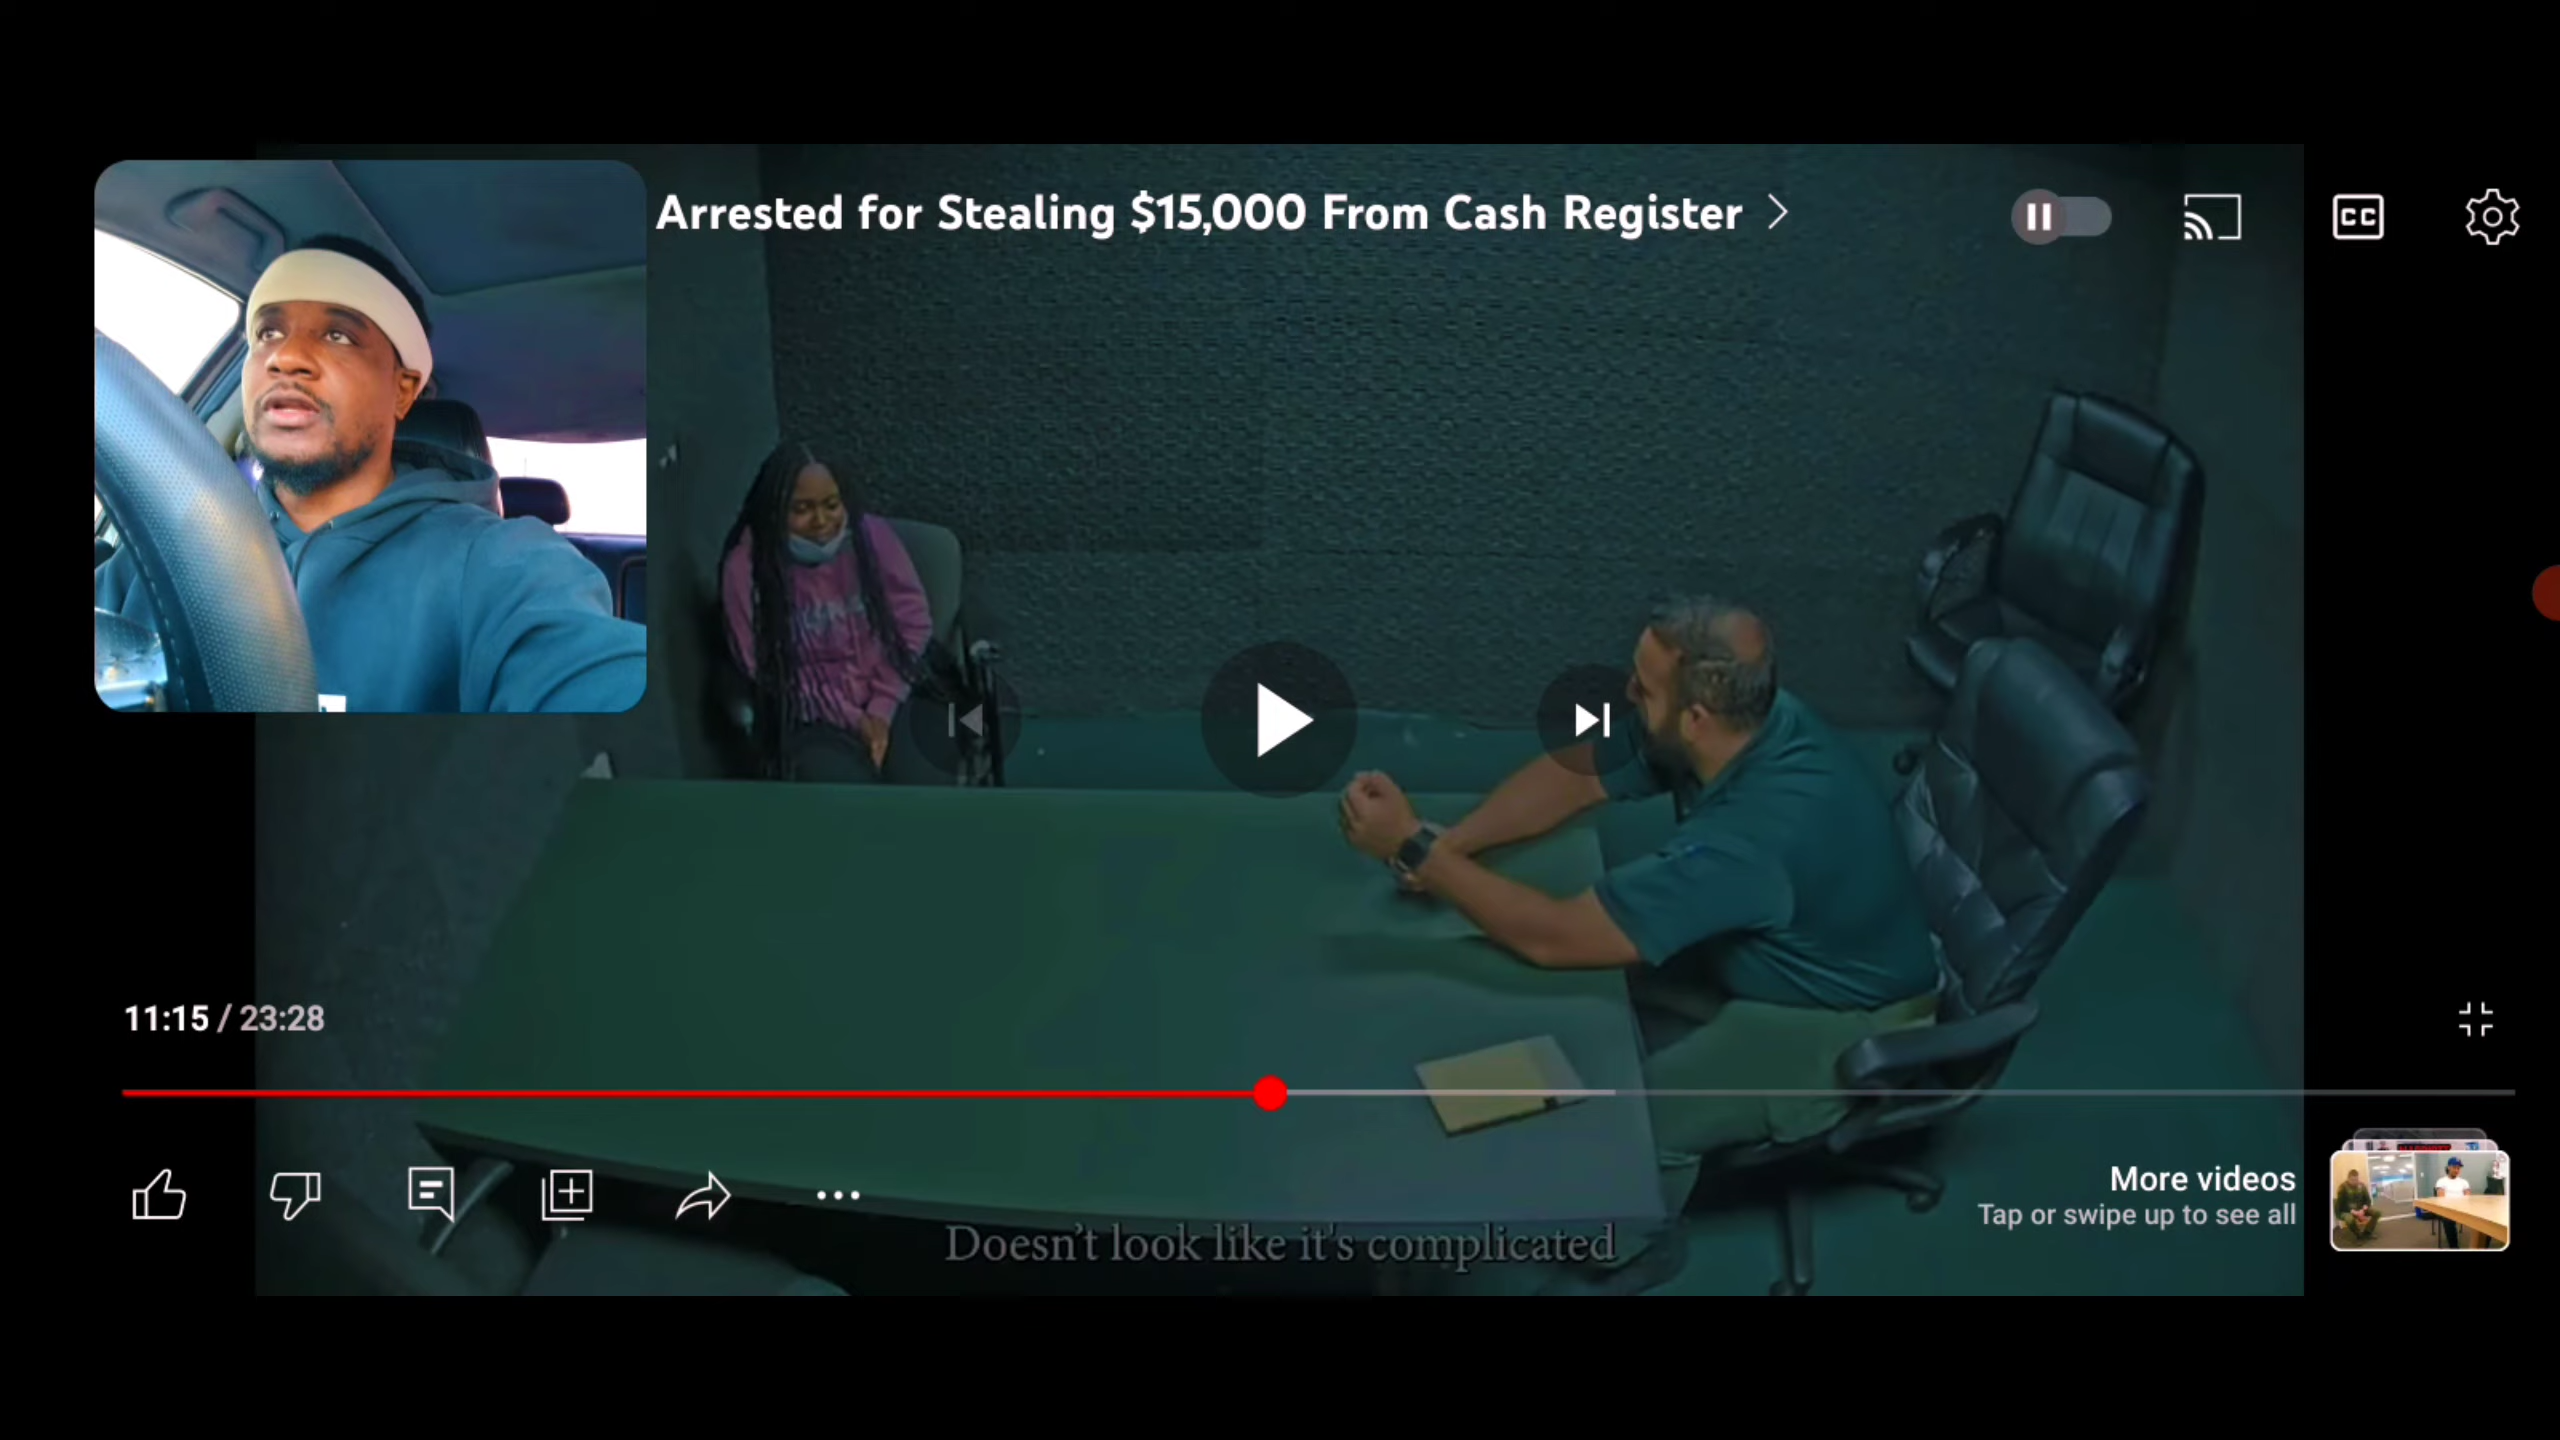 Arrested for Stealing $15,000 From Cash Register
CC
11:15 / 23:28
More videos
Tap or swipe up to see all
Doesn't look like it's complicated